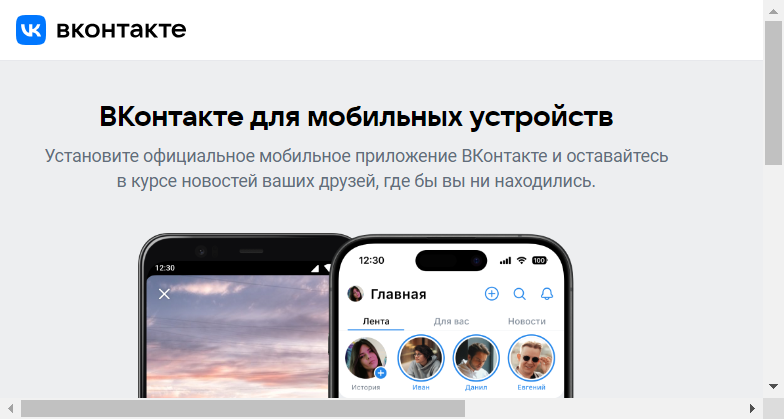 вконтакте
ВКонтакте для мобильных устройств
Установите официальное мобильное приложение ВКонтакте и оставайтесь
в курсе новостей ваших друзей, где бы вы ни находились.
12:30
12:30
100
Главная
Лента
Для вас
Новости
История
Иван
Данил
Евгений